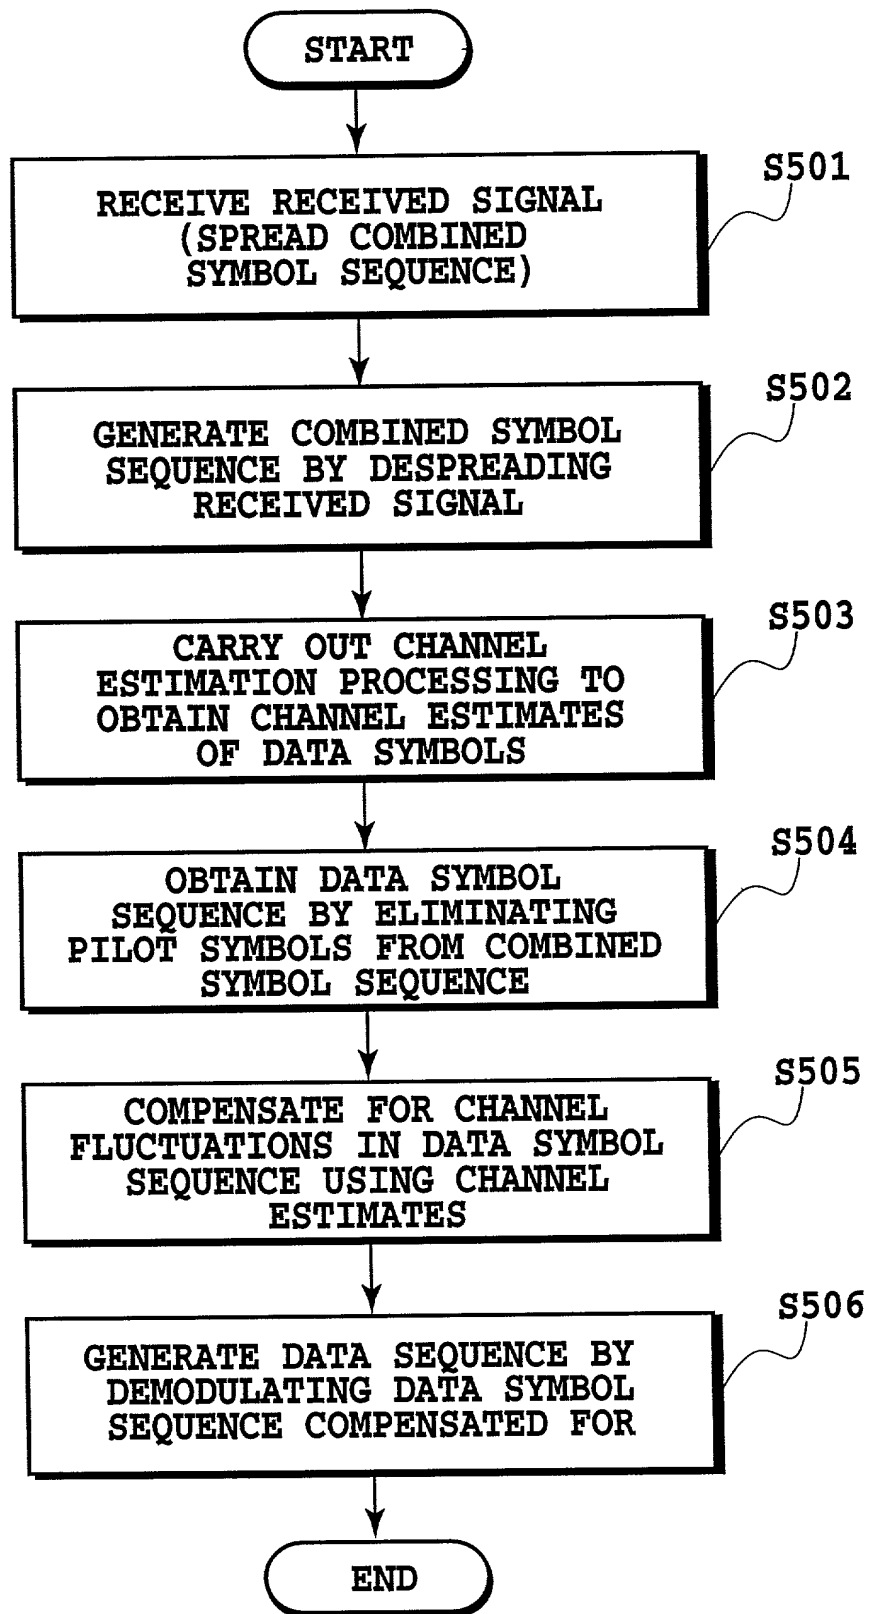 START
S501
RECEIVE RECEIVED SIGNAL
(SPREAD COMBINED
SYMBOL SEQUENCE)
S502
GENERATE COMBINED SYMBOL
SEQUENCE BY DESPREADING
RECEIVED SIGNAL
S503
CARRY OUT CHANNEL
ESTIMATION PROCESSING TO
OBTAIN CHANNEL ESTIMATES
OF DATA SYMBOLS
S504
OBTAIN DATA SYMBOL
SEQUENCE BY ELIMINATING
PILOT SYMBOLS FROM COMBINED
SYMBOL SEQUENCE
S505
COMPENSATE FOR CHANNEL
FLUCTUATIONS IN DATA SYMBOL
SEQUENCE USING CHANNEL
ESTIMATES
S506
GENERATE DATA SEQUENCE BY
DEMODULATING DATA SYMBOL
SEQUENCE COMPENSATED FOR
END